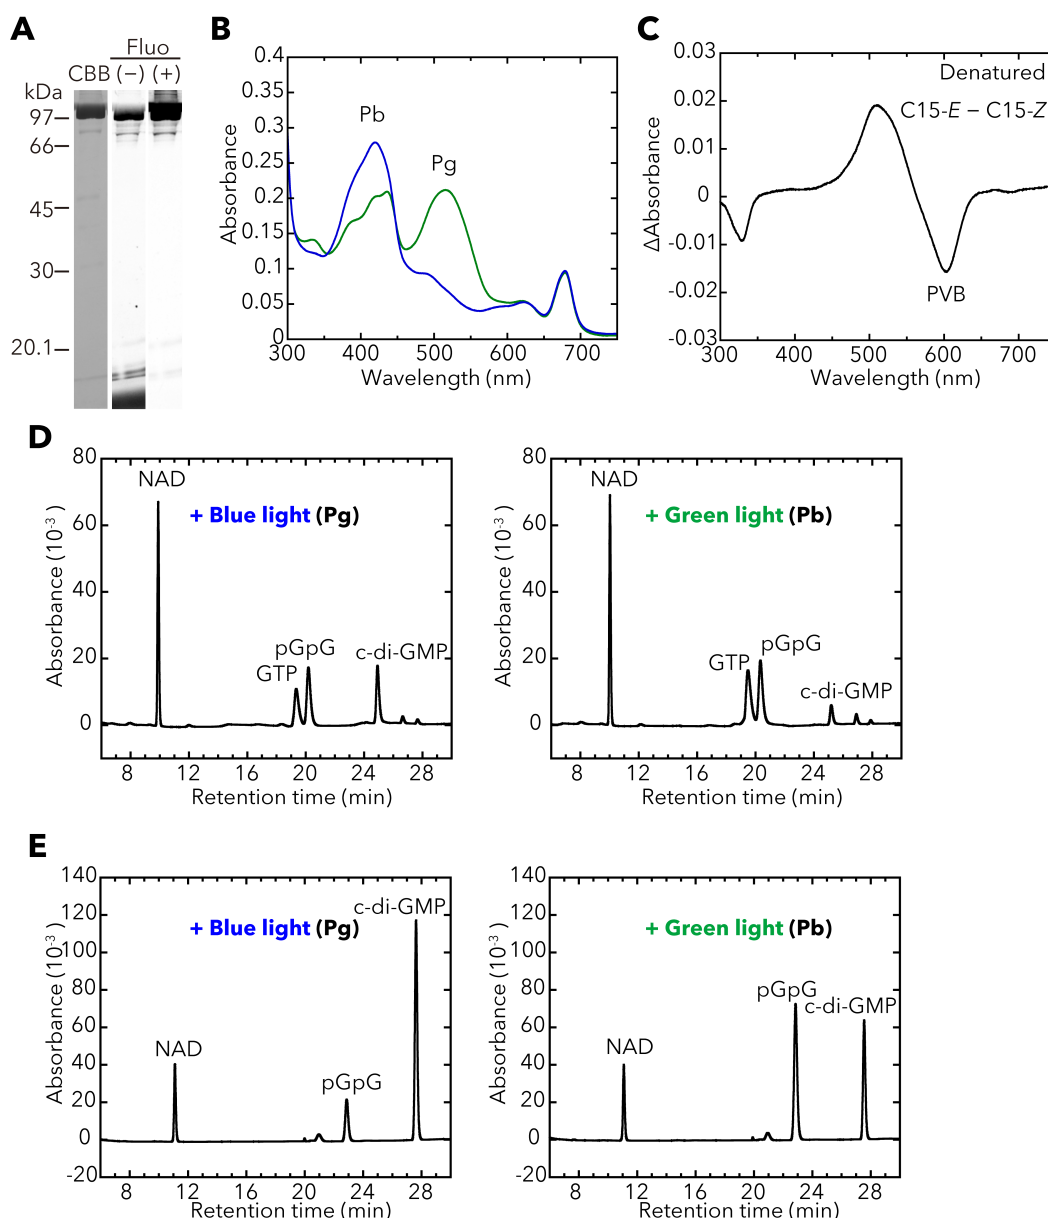 A
Fluo
CBB (−) (+)
kDa
97
66
45
30
20.1
B
0.4
0.35
0.3
0.25
0.2
0.15
0.1
0.05
0
Absorbance
Pb
Pg
300 400 500 600 700
Wavelength (nm)
C
0.03
0.02
0.01
0
-0.01
-0.02
-0.03
ΔAbsorbance
Denatured
C15-E − C15-Z
PVB
300 400 500 600 700
Wavelength (nm)
D
80
60
40
20
0
Absorbance (10-3)
NAD
+ Blue light (Pg)
GTP
pGpG
c-di-GMP
8 12 16 20 24 28
Retention time (min)
80
60
40
20
0
Absorbance (10-3)
NAD
+ Green light (Pb)
GTP
pGpG
c-di-GMP
8 12 16 20 24 28
Retention time (min)
E
140
120
100
80
60
40
20
0
-20
Absorbance (10-3)
c-di-GMP
+ Blue light (Pg)
NAD
pGpG
8 12 16 20 24 28
Retention time (min)
140
120
100
80
60
40
20
0
-20
Absorbance (10-3)
+ Green light (Pb)
pGpG
c-di-GMP
NAD
8 12 16 20 24 28
Retention time (min)